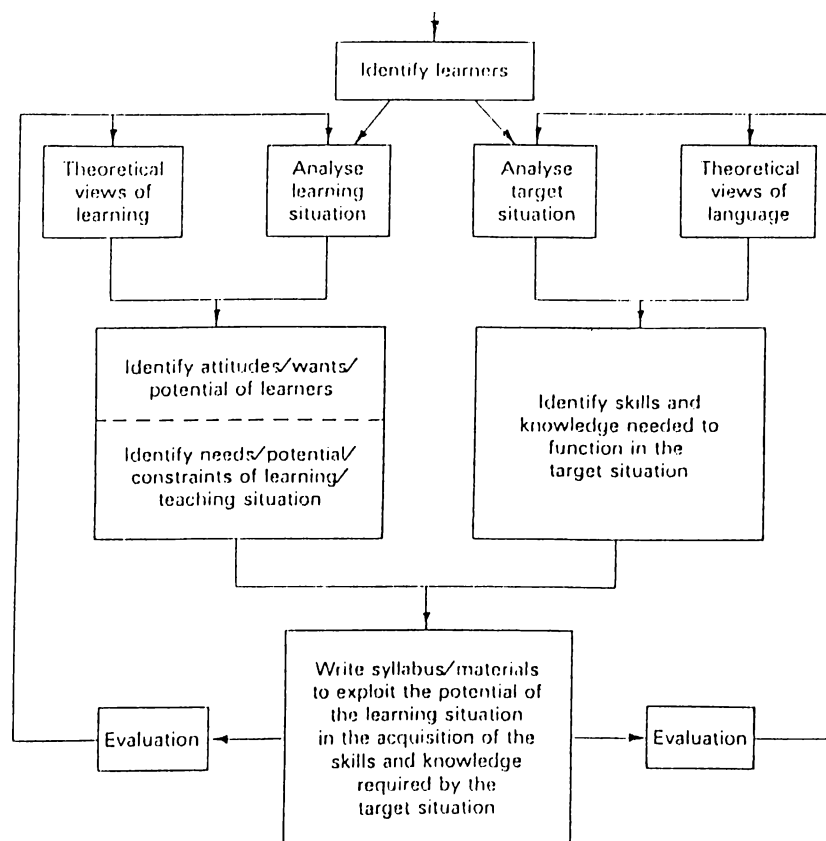 Identify learners
Theoretical
views of
learning
Analyse
learning
situation
Analyse
target
situation
Theoretical
views of
language
Identify attitudes/wants/
potential of learners
Identify needs/potential/
constraints of learning/
teaching situation
Identify skills and
knowledge needed to
function in the
target situation
Write syllabus/materials
to exploit the potential of
the learning situation
in the acquisition of the
skills and knowledge
required by the
target situation
Evaluation
Evaluation